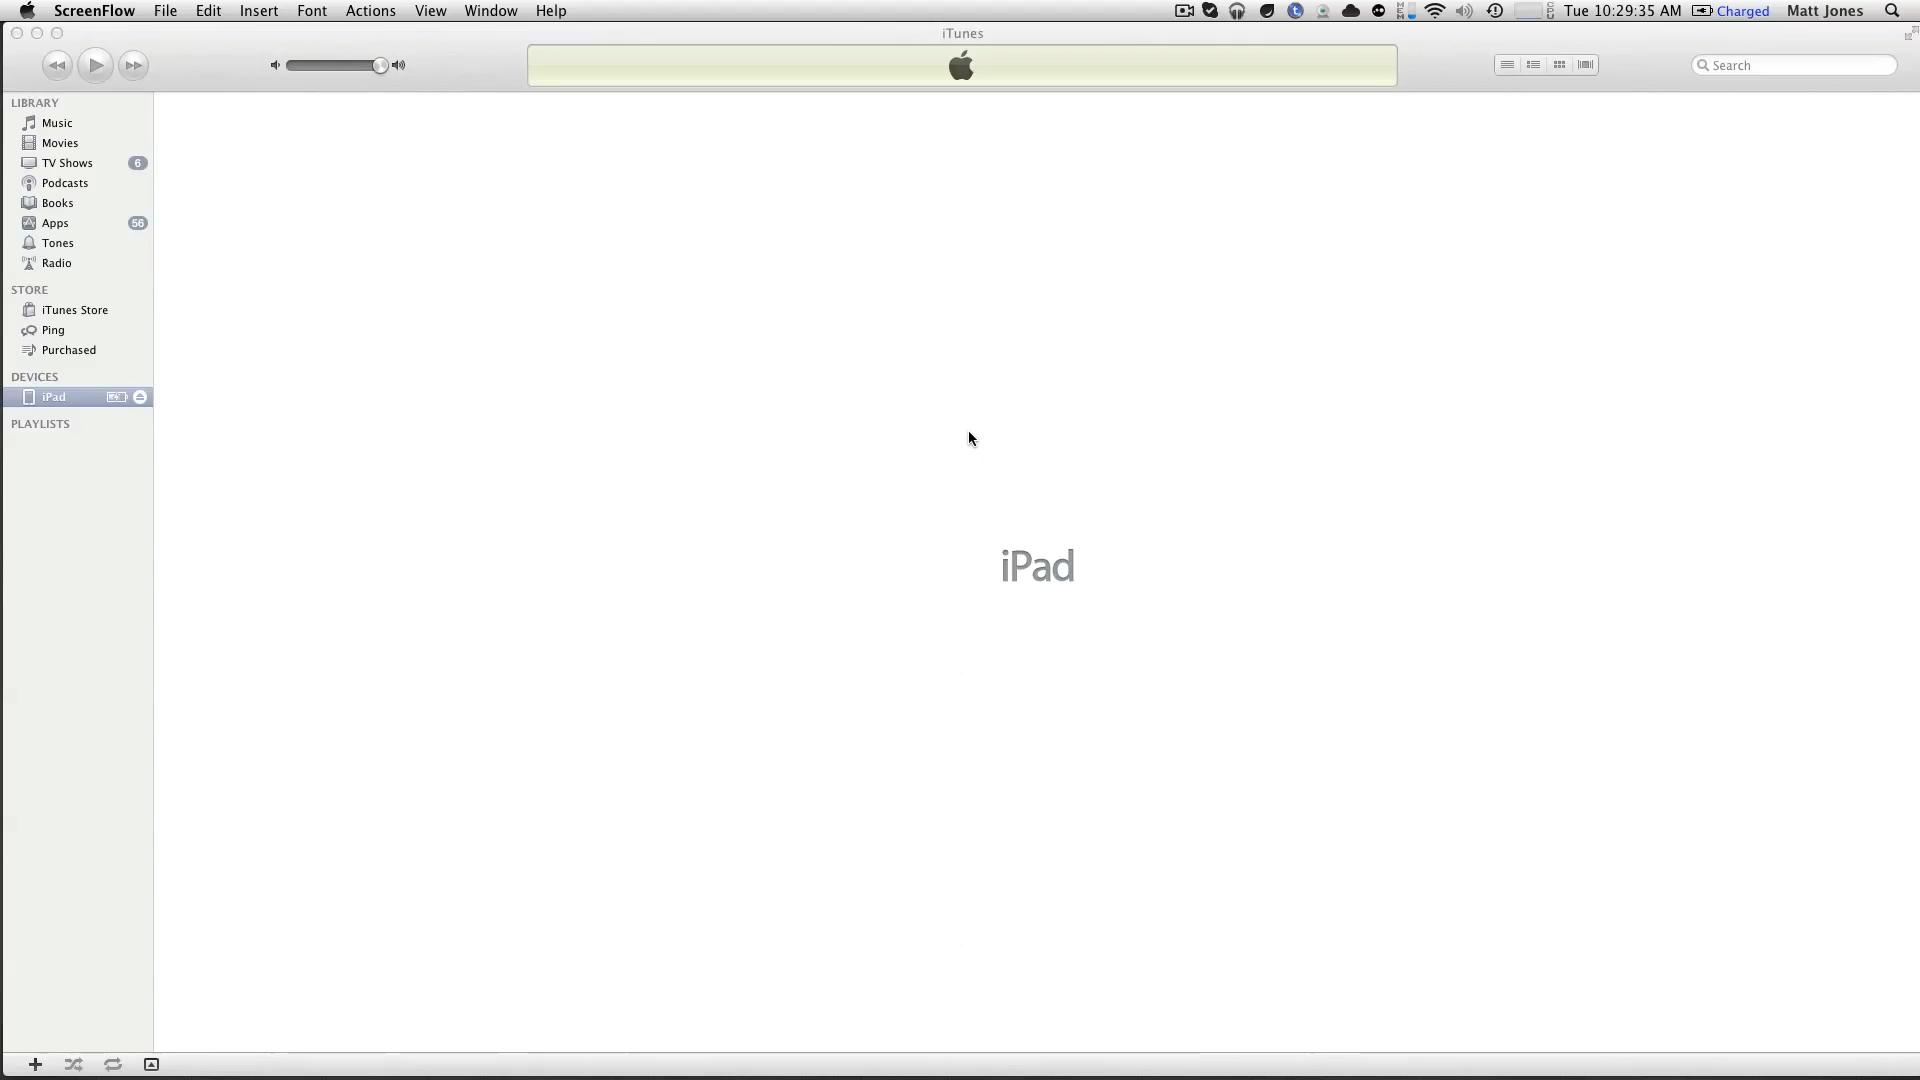 ScreenFlow File Edit Insert Font Actions View Window Help Tue 10:29:35 AM Charged Matt Jones
iTunes
Search
LIBRARY
Music
Movies
TV Shows 6
Podcasts
Books
Apps 56
Tones
Radio
STORE
iTunes Store
Ping
Purchased
DEVICES
iPad
PLAYLISTS
iPad